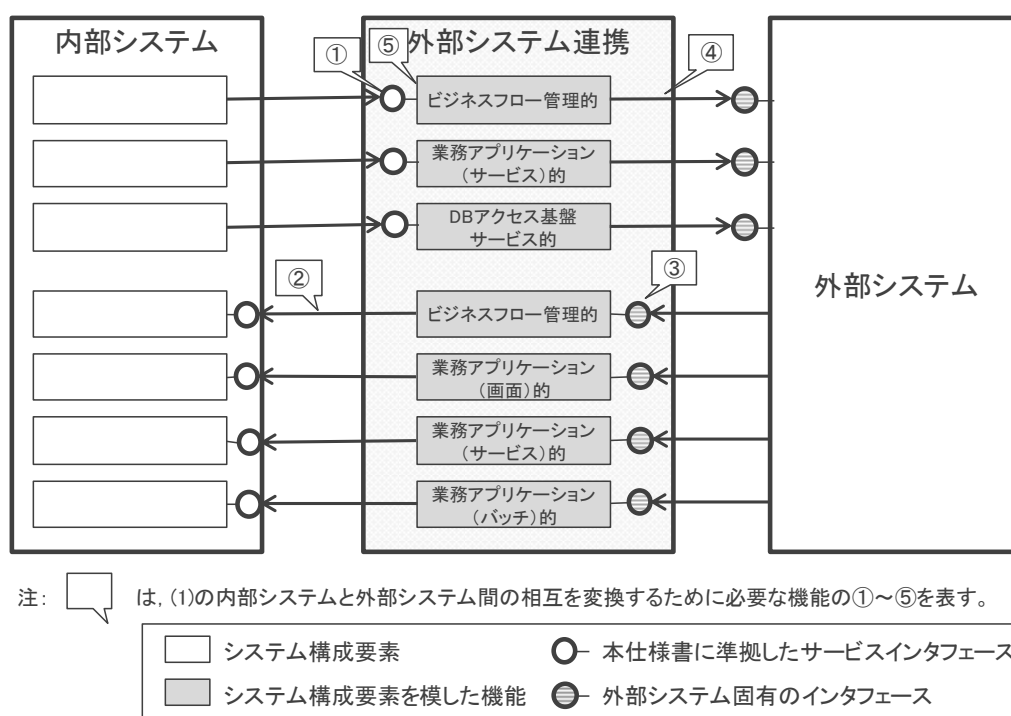 内部システム
外部システム連携
①
⑤
④
ビジネスフロー管理的
業務アプリケーション
(サービス)的
DBアクセス基盤
サービス的
②
③
外部システム
ビジネスフロー管理的
業務アプリケーション
(画面)的
業務アプリケーション
(サービス)的
業務アプリケーション
(バッチ)的
注: は, (1)の内部システムと外部システム間の相互を変換するために必要な機能の①～⑤を表す。
システム構成要素
本仕様書に準拠したサービスインタフェース
システム構成要素を模した機能
外部システム固有のインタフェース